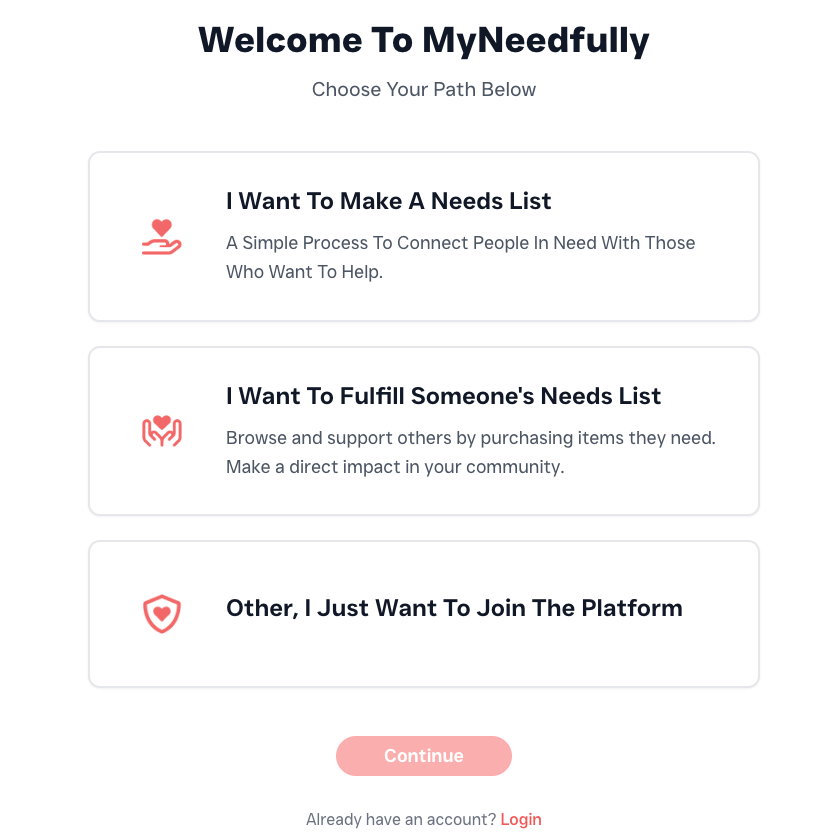 Welcome To MyNeedfully
Choose Your Path Below
I Want To Make A Needs List
A Simple Process To Connect People In Need With Those
Who Want To Help.
I Want To Fulfill Someone's Needs List
Browse and support others by purchasing items they need.
Make a direct impact in your community.
Other, I Just Want To Join The Platform
Continue
Already have an account? Login